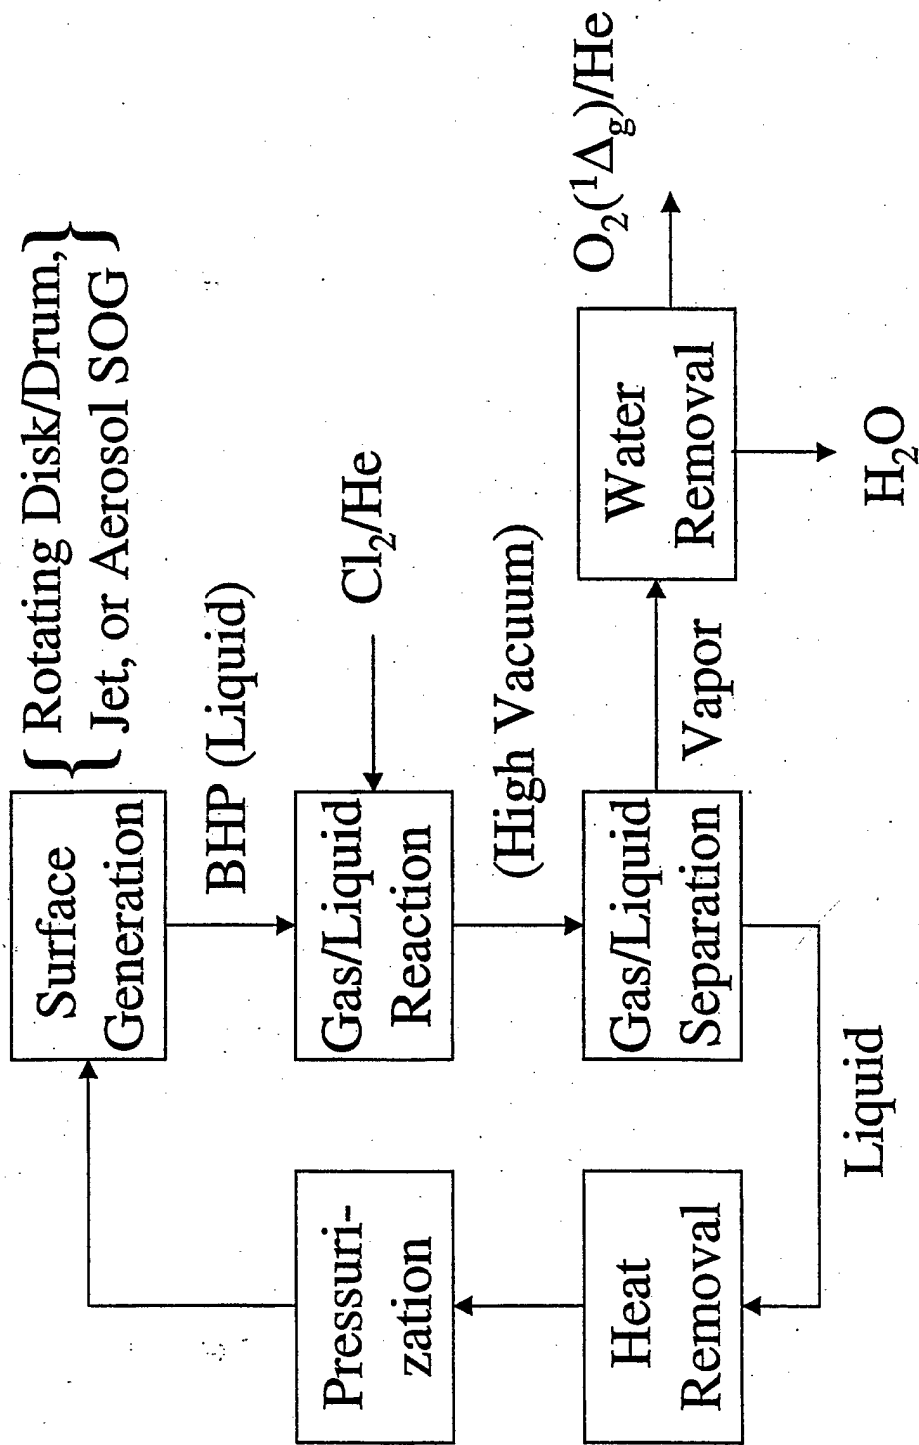 { Rotating Disk/Drum, }
Jet, or Aerosol SOG
Surface
Generation
BHP (Liquid)
Gas/Liquid
Reaction
Cl₂/He
(High Vacuum)
Gas/Liquid
Separation
Vapor
Water
Removal
O₂(¹Δg)/He
H₂O
Liquid
Heat
Removal
Pressuri-
zation